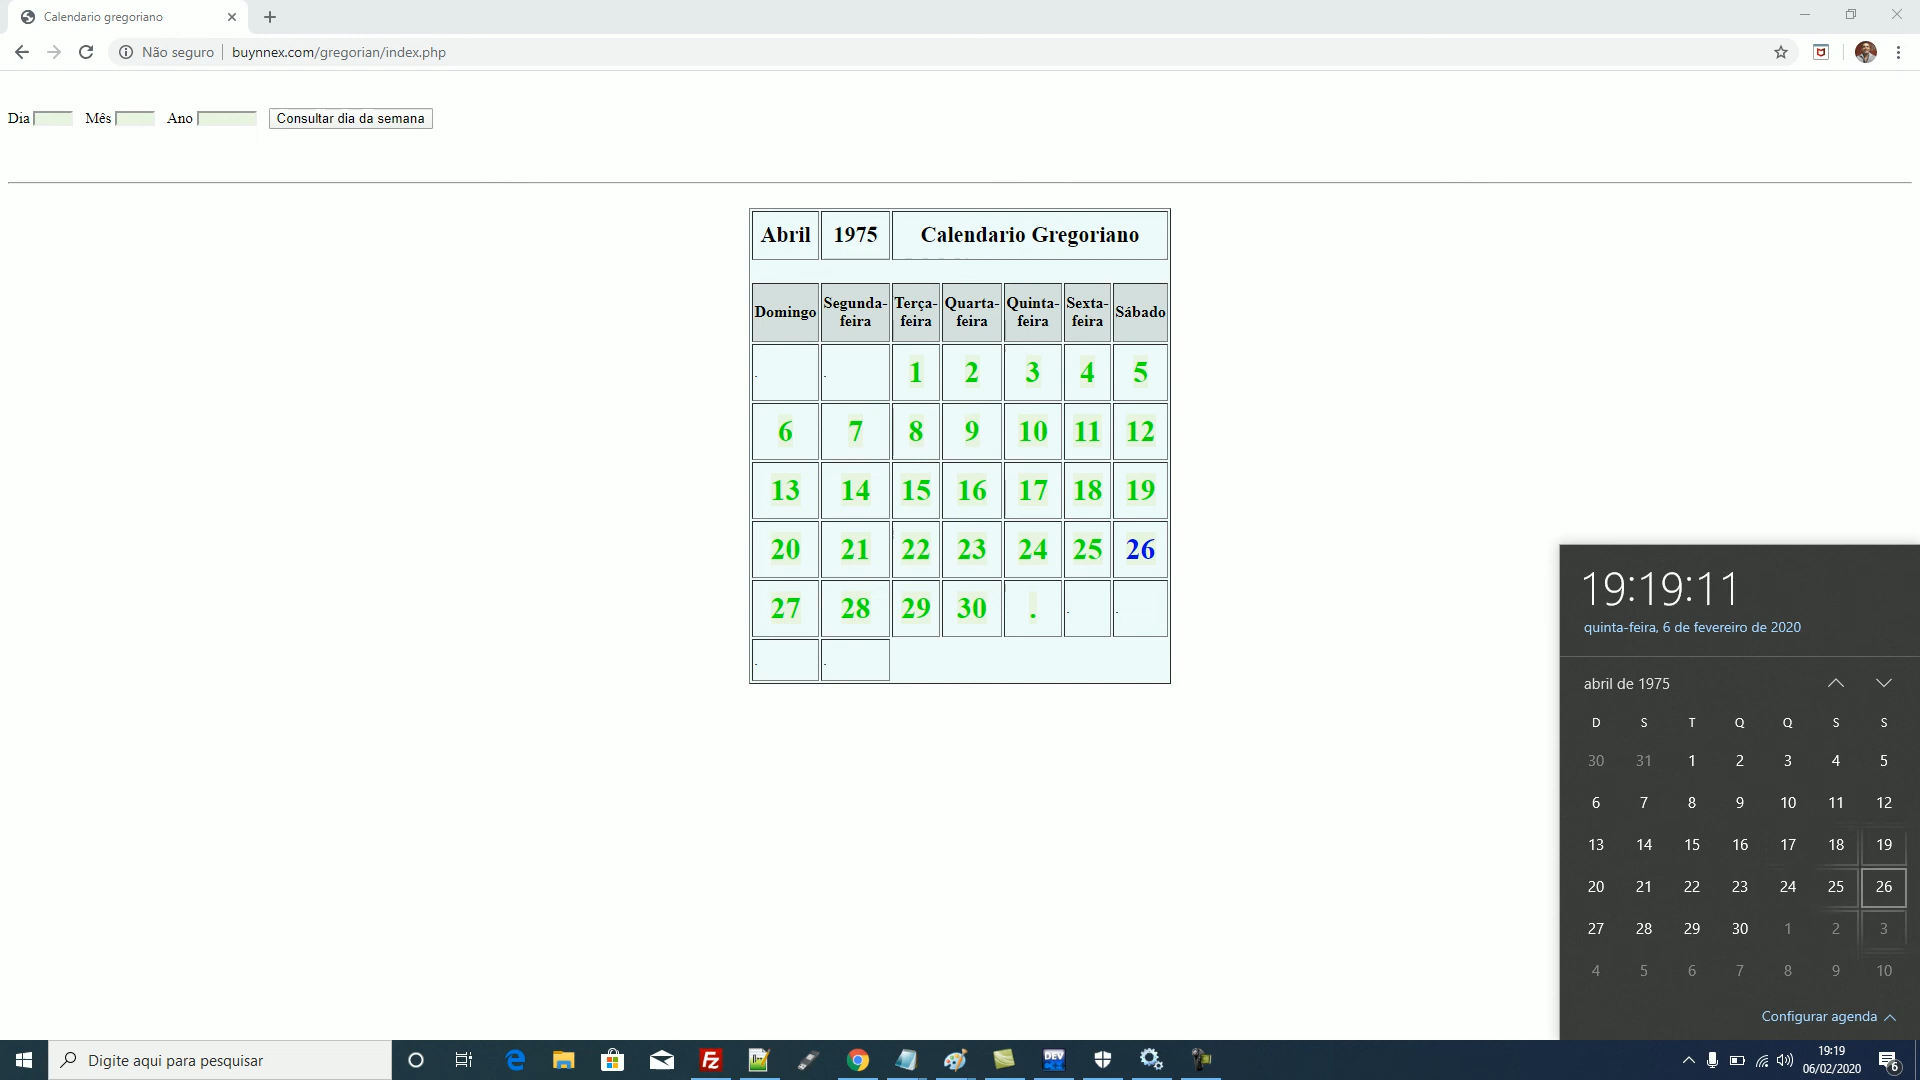 Calendario gregoriano
Não seguro
buynnex.com/gregorian/index.php
Dia Mês Ano Consultar dia da semana
Abril 1975 Calendario Gregoriano
Domingo Segunda-feira Terça-feira Quarta-feira Quinta-feira Sexta-feira Sábado
. . 1 2 3 4 5
6 7 8 9 10 11 12
13 14 15 16 17 18 19
20 21 22 23 24 25 26
27 28 29 30 . . .
. .
19:19:11
quinta-feira, 6 de fevereiro de 2020
abril de 1975
D S T Q Q S S
30 31 1 2 3 4 5
6 7 8 9 10 11 12
13 14 15 16 17 18 19
20 21 22 23 24 25 26
27 28 29 30 1 2 3
4 5 6 7 8 9 10
Configurar agenda
Digite aqui para pesquisar
Fz
DEV
19:19
06/02/2020
6